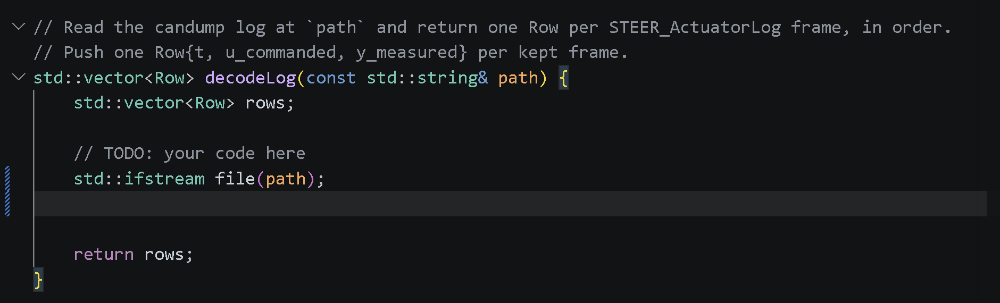 // Read the candump log at `path` and return one Row per STEER_ActuatorLog frame, in order.
// Push one Row{t, u_commanded, y_measured} per kept frame.
std::vector<Row> decodeLog(const std::string& path) {
    std::vector<Row> rows;
    // TODO: your code here
    std::ifstream file(path);
    return rows;
}